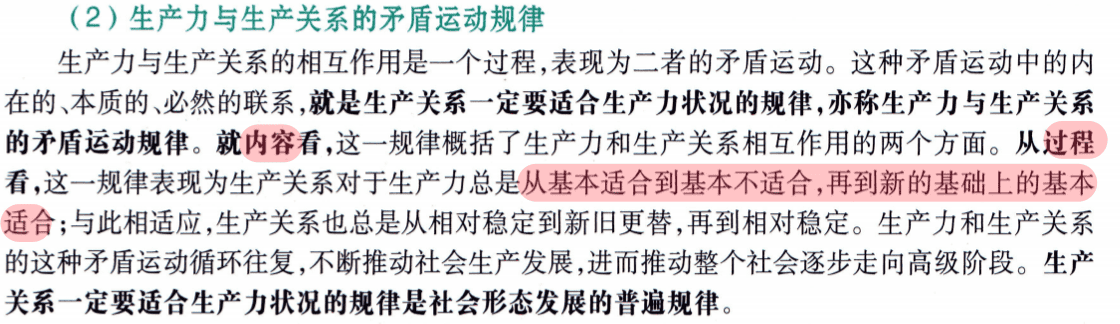 （2）生产力与生产关系的矛盾运动规律
生产力与生产关系的相互作用是一个过程,表现为二者的矛盾运动。这种矛盾运动中的内
在的、本质的、必然的联系,就是生产关系一定要适合生产力状况的规律,亦称生产力与生产关系
的矛盾运动规律。就内容看,这一规律概括了生产力和生产关系相互作用的两个方面。从过程
看,这一规律表现为生产关系对于生产力总是从基本适合到基本不适合,再到新的基础上的基本
适合;与此相适应,生产关系也总是从相对稳定到新旧更替,再到相对稳定。生产力和生产关系
的这种矛盾运动循环往复,不断推动社会生产发展,进而推动整个社会逐步走向高级阶段。生产
关系一定要适合生产力状况的规律是社会形态发展的普遍规律。